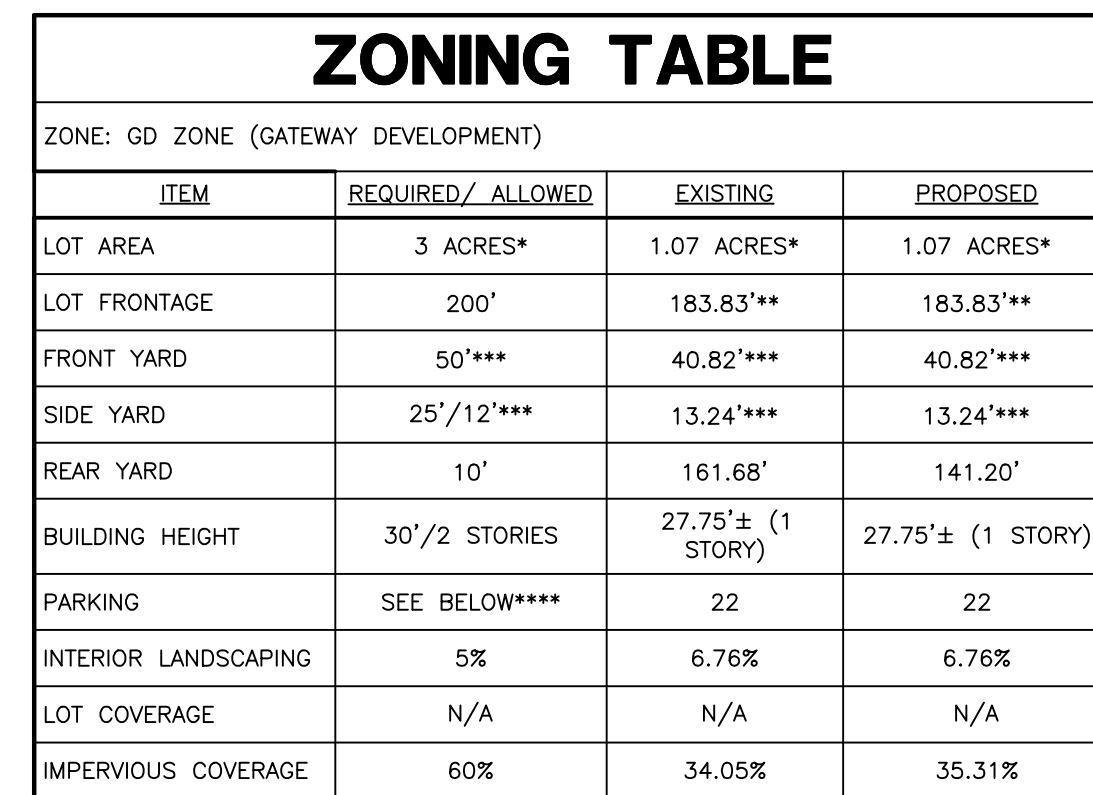 ZONING TABLE
ZONE: GD ZONE (GATEWAY DEVELOPMENT)
ITEM REQUIRED/ ALLOWED EXISTING PROPOSED
LOT AREA 3 ACRES* 1.07 ACRES* 1.07 ACRES*
LOT FRONTAGE 200' 183.83'** 183.83'**
FRONT YARD 50'*** 40.82'*** 40.82'***
SIDE YARD 25'/12'*** 13.24'*** 13.24'***
REAR YARD 10' 161.68' 141.20'
BUILDING HEIGHT 30'/2 STORIES 27.75'± (1 STORY) 27.75'± (1 STORY)
PARKING SEE BELOW**** 22 22
INTERIOR LANDSCAPING 5% 6.76% 6.76%
LOT COVERAGE N/A N/A N/A
IMPERVIOUS COVERAGE 60% 34.05% 35.31%